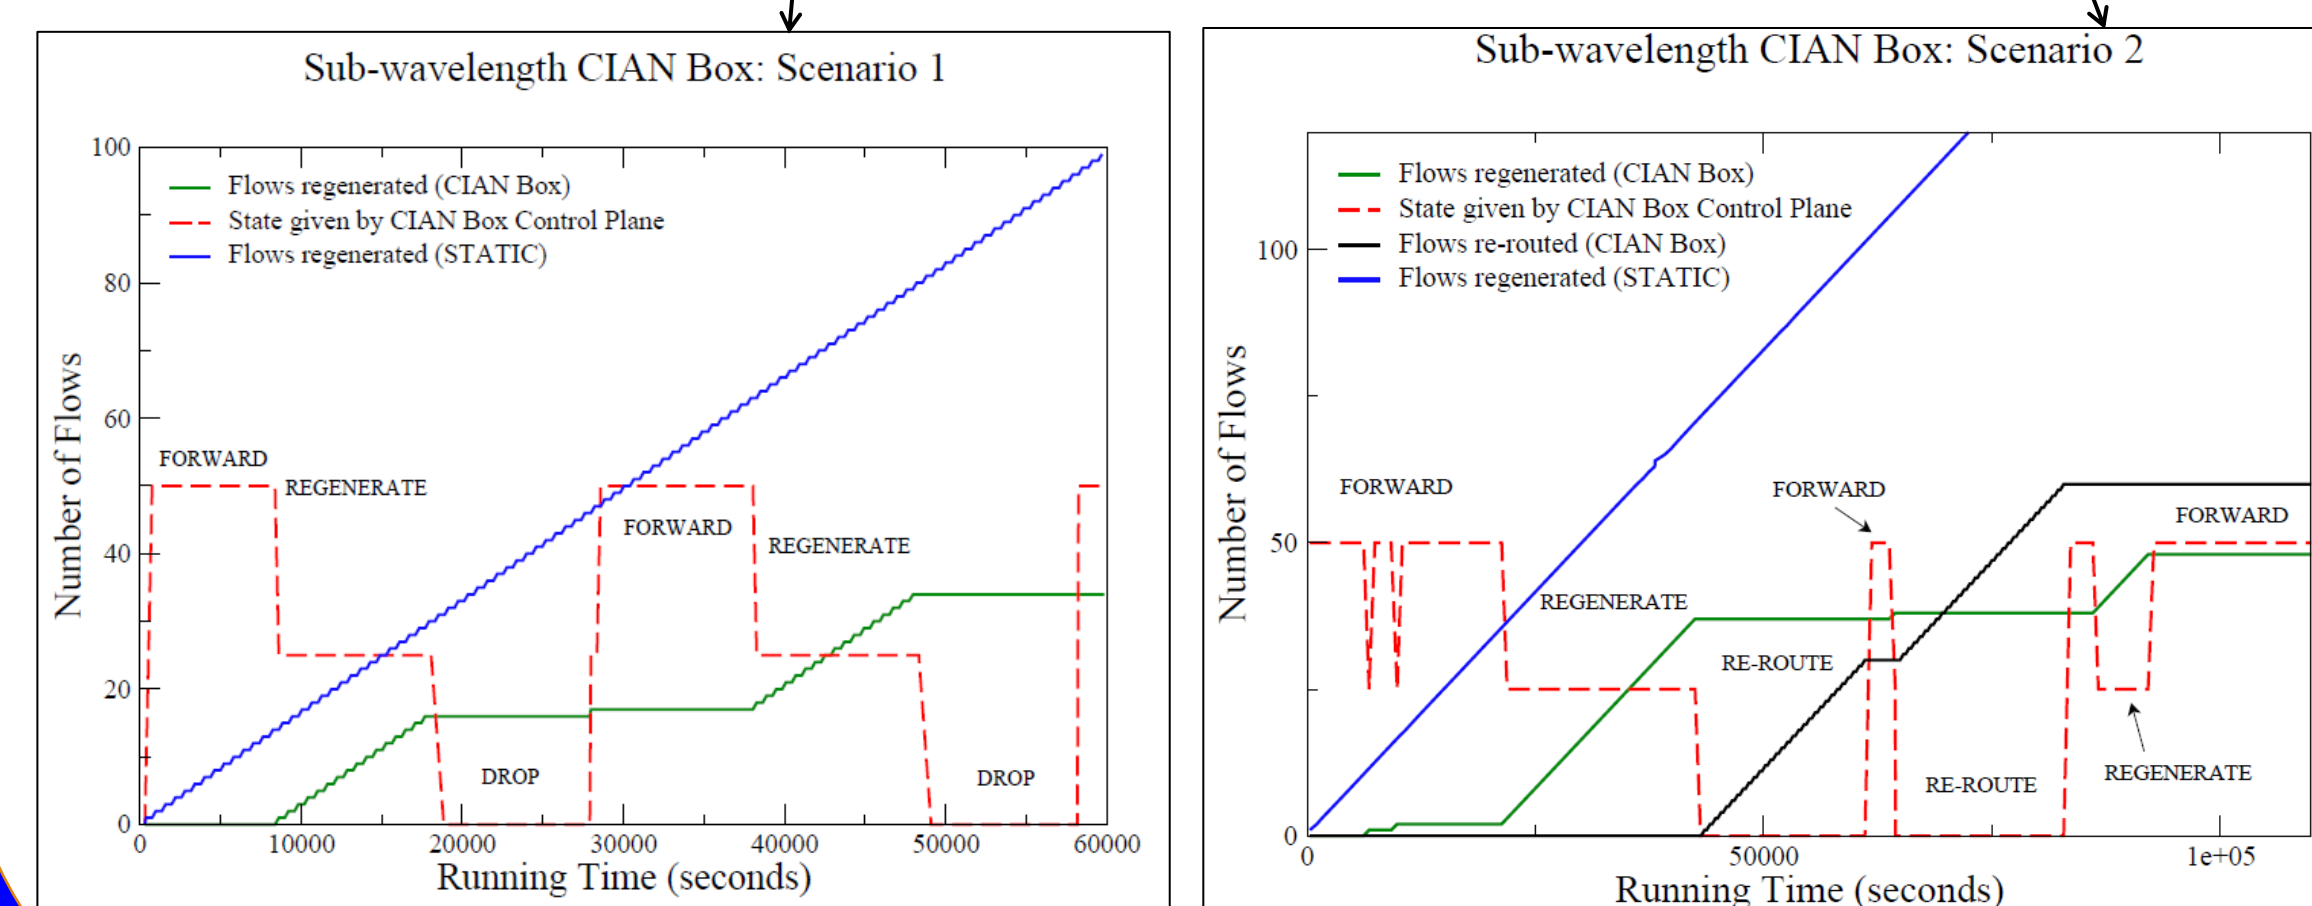 Sub-wavelength CIAN Box: Scenario 1
100
80
60
40
20
0
Number of Flows
Flows regenerated (CIAN Box)
State given by CIAN Box Control Plane
Flows regenerated (STATIC)
FORWARD
REGENERATE
FORWARD
REGENERATE
DROP
DROP
0 10000 20000 30000 40000 50000 60000
Running Time (seconds)
Sub-wavelength CIAN Box: Scenario 2
100
50
0
Number of Flows
Flows regenerated (CIAN Box)
State given by CIAN Box Control Plane
Flows re-routed (CIAN Box)
Flows regenerated (STATIC)
FORWARD
FORWARD
FORWARD
REGENERATE
RE-ROUTE
RE-ROUTE
REGENERATE
0 50000 1e+05
Running Time (seconds)